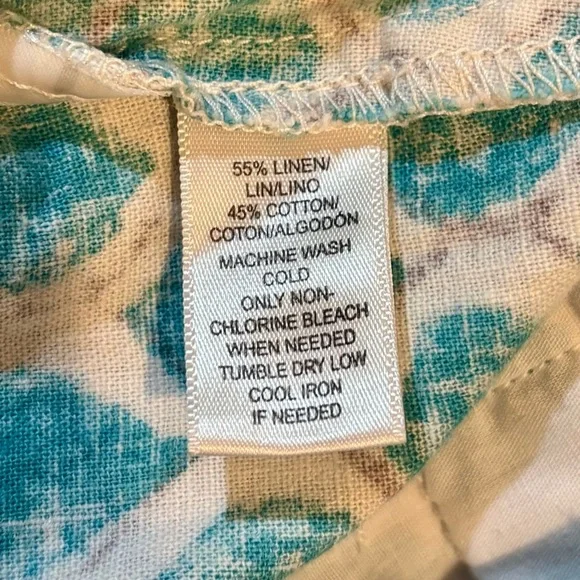 55% LINEN/
LIN/LINO
45% COTTON/
COTON/ALGODÓN
MACHINE WASH
COLD
ONLY NON-
CHLORINE BLEACH
WHEN NEEDED
TUMBLE DRY LOW
COOL IRON
IF NEEDED